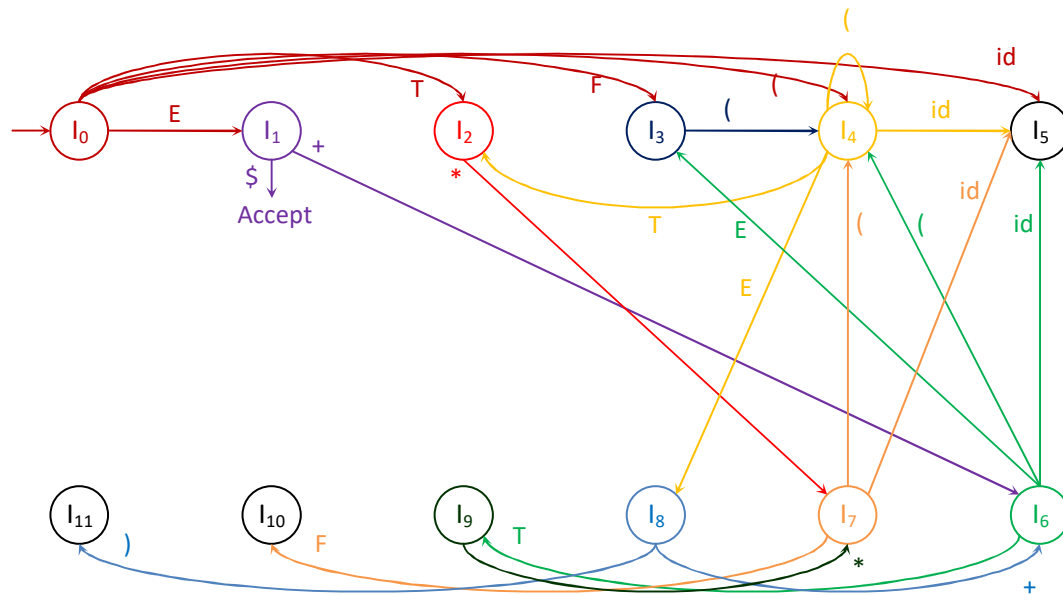 (
id
T
F
(
I0
E
I1
+
I2
I3
(
I4
id
I5
$
*
Accept
T
E
(
(
id
id
E
I11
I10
I9
I8
I7
I6
)
F
T
*
+